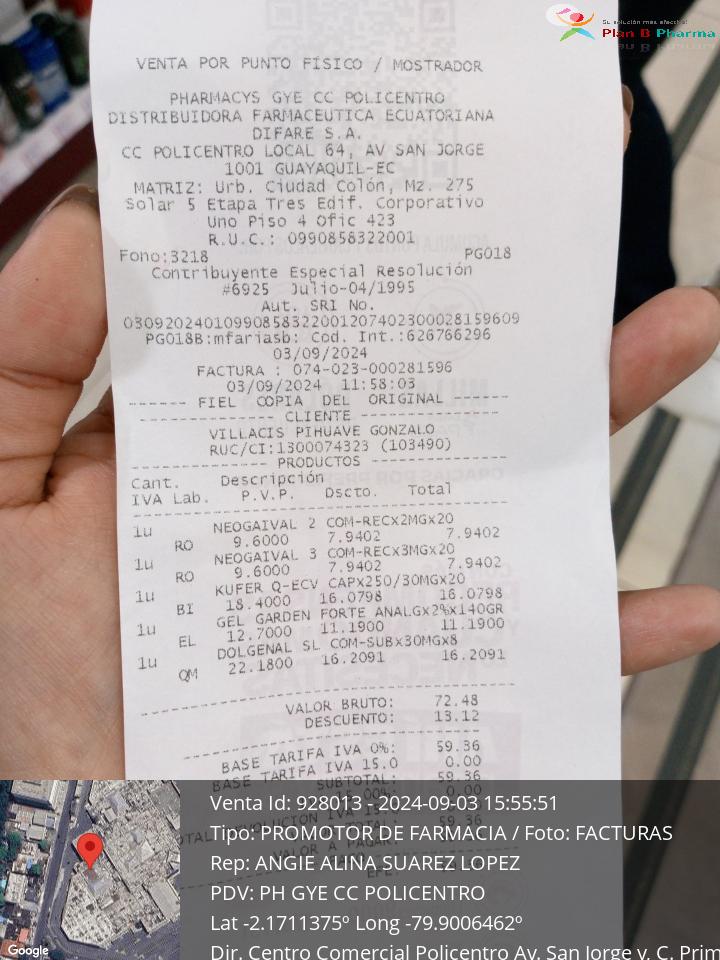 Su solución más efectiva!
Plan B Pharma
VENTA POR PUNTO FÍSICO / MOSTRADOR
PHARMACYS GYE CC POLICENTRO
DISTRIBUIDORA FARMACEUTICA ECUATORIANA
DIFARE S.A.
CC POLICENTRO LOCAL 64, AV SAN JORGE
1001 GUAYAQUIL-EC
MATRIZ: Urb. Ciudad Colón, Mz. 275
Solar 5 Etapa Tres Edif. Corporativo
Uno Piso 4 Ofic 423
R.U.C.: 0990858322001
Fono:3218 PG018
Contribuyente Especial Resolución
#6925 Julio-04/1995
Aut. SRI No.
0309202401099085832200120740230002815960​9
PG018B:mfariasb: Cod. Int.:626766296
03/09/2024
FACTURA : 074-023-000281596
03/09/2024 11:58:03
------ FIEL COPIA DEL ORIGINAL ------
CLIENTE
VILLACIS PIHUAVE GONZALO
RUC/CI:1300074323 (103490)
PRODUCTOS
Cant. Descripción
IVA Lab. P.V.P. Dscto. Total
1u NEOGAIVAL 2 COM-RECx2MGx20
RO 9.6000 7.9402 7.9402
1u NEOGAIVAL 3 COM-RECx3MGx20
RO 9.6000 7.9402 7.9402
1u KUFER Q-ECV CAPx250/30MGx20
BI 18.4000 16.0798 16.0798
1u GEL GARDEN FORTE ANALGx2%x140GR
EL 12.7000 11.1900 11.1900
1u DOLGENAL SL COM-SUBx30MGx8
QM 22.1800 16.2091 16.2091
VALOR BRUTO: 72.48
DESCUENTO: 13.12
BASE TARIFA IVA 0%: 59.36
BASE TARIFA IVA 15.0 0.00
SUBTOTAL: 59.36
0.00
59.36
VALOR A PAGAR:
Venta Id: 928013 - 2024-09-03 15:55:51
Tipo: PROMOTOR DE FARMACIA / Foto: FACTURAS
Rep: ANGIE ALINA SUAREZ LOPEZ
PDV: PH GYE CC POLICENTRO
Lat -2.1711375º Long -79.9006462º
Dir. Centro Comercial Policentro Av. San Jorge y, C. Prim
Google